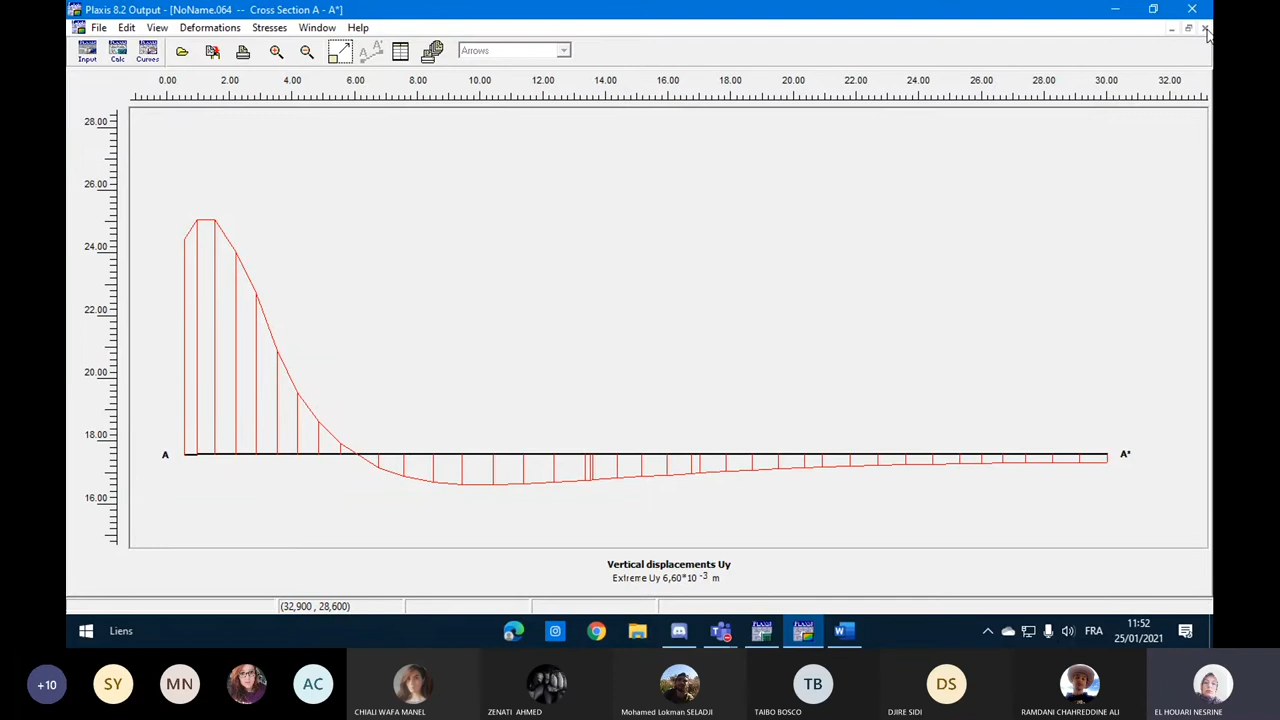 Plaxis 8.2 Output - [NoName.064 -- Cross Section A - A*]
File Edit View Deformations Stresses Window Help
Input Calc Curves Arrows
0.00 2.00 4.00 6.00 8.00 10.00 12.00 14.00 16.00 18.00 20.00 22.00 24.00 26.00 28.00 30.00 32.00
28.00
26.00
24.00
22.00
20.00
18.00
A A*
16.00
Vertical displacements Uy
Extreme Uy 6,60*10 -3 m
(32,900 , 28,600)
Liens FRA 11:52
25/01/2021
+10 SY MN AC TB DS
CHIALI WAFA MANEL ZENATI AHMED Mohamed Lokman SELADJI TAIBO BOSCO DJIRE SIDI RAMDANI CHAHREDDINE ALI EL HOUARI NESRINE